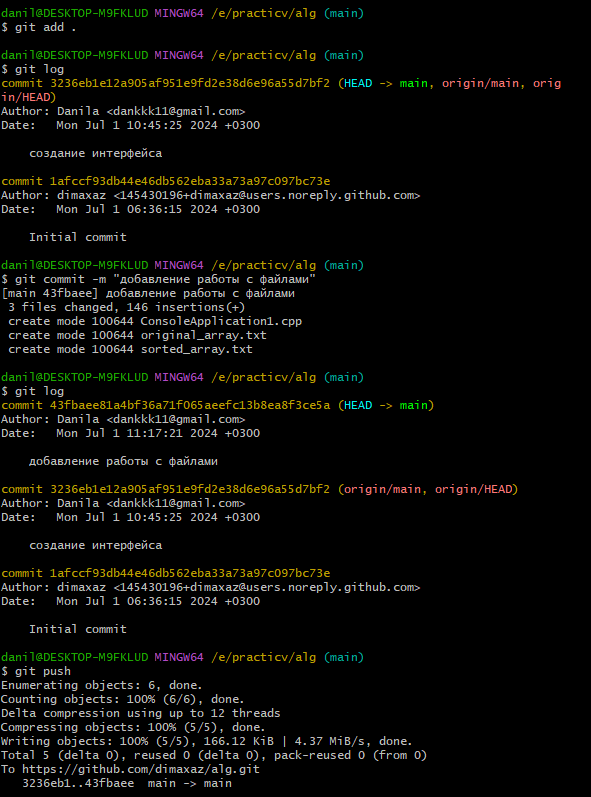 danil@DESKTOP-M9FKLUD MINGW64 /e/practicv/alg (main)
$ git add .
danil@DESKTOP-M9FKLUD MINGW64 /e/practicv/alg (main)
$ git log
commit 3236eb1e12a905af951e9fd2e38d6e96a55d7bf2 (HEAD -> main, origin/main, orig
in/HEAD)
Author: Danila <dankkk11@gmail.com>
Date:   Mon Jul 1 10:45:25 2024 +0300
    создание интерфейса
commit 1afccf93db44e46db562eba33a73a97c097bc73e
Author: dimaxaz <145430196+dimaxaz@users.noreply.github.com>
Date:   Mon Jul 1 06:36:15 2024 +0300
    Initial commit
danil@DESKTOP-M9FKLUD MINGW64 /e/practicv/alg (main)
$ git commit -m "добавление работы с файлами"
[main 43fbaee] добавление работы с файлами
 3 files changed, 146 insertions(+)
 create mode 100644 ConsoleApplication1.cpp
 create mode 100644 original_array.txt
 create mode 100644 sorted_array.txt
danil@DESKTOP-M9FKLUD MINGW64 /e/practicv/alg (main)
$ git log
commit 43fbaee81a4bf36a71f065aeefc13b8ea8f3ce5a (HEAD -> main)
Author: Danila <dankkk11@gmail.com>
Date:   Mon Jul 1 11:17:21 2024 +0300
    добавление работы с файлами
commit 3236eb1e12a905af951e9fd2e38d6e96a55d7bf2 (origin/main, origin/HEAD)
Author: Danila <dankkk11@gmail.com>
Date:   Mon Jul 1 10:45:25 2024 +0300
    создание интерфейса
commit 1afccf93db44e46db562eba33a73a97c097bc73e
Author: dimaxaz <145430196+dimaxaz@users.noreply.github.com>
Date:   Mon Jul 1 06:36:15 2024 +0300
    Initial commit
danil@DESKTOP-M9FKLUD MINGW64 /e/practicv/alg (main)
$ git push
Enumerating objects: 6, done.
Counting objects: 100% (6/6), done.
Delta compression using up to 12 threads
Compressing objects: 100% (5/5), done.
Writing objects: 100% (5/5), 166.12 KiB | 4.37 MiB/s, done.
Total 5 (delta 0), reused 0 (delta 0), pack-reused 0 (from 0)
To https://github.com/dimaxaz/alg.git
   3236eb1..43fbaee  main -> main